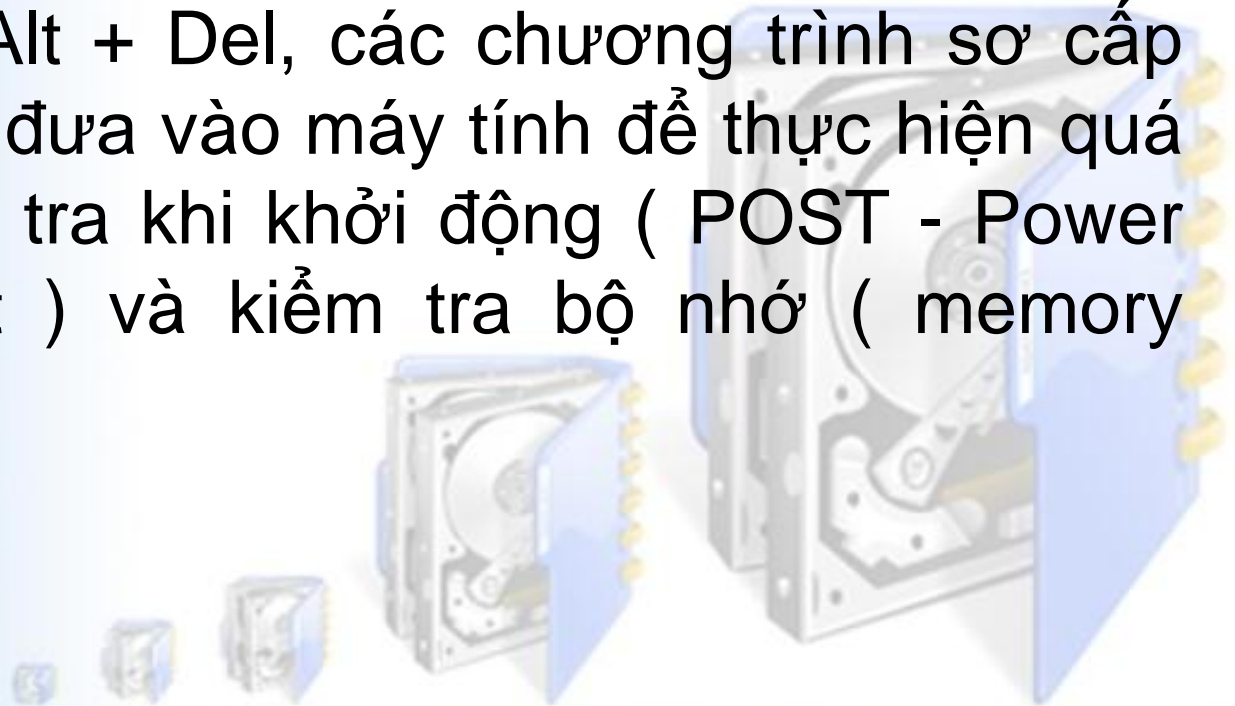 Alt + Del, các chương trình sơ cấp
đưa vào máy tính để thực hiện quá
tra khi khởi động ( POST - Power
) và kiểm tra bộ nhớ ( memory